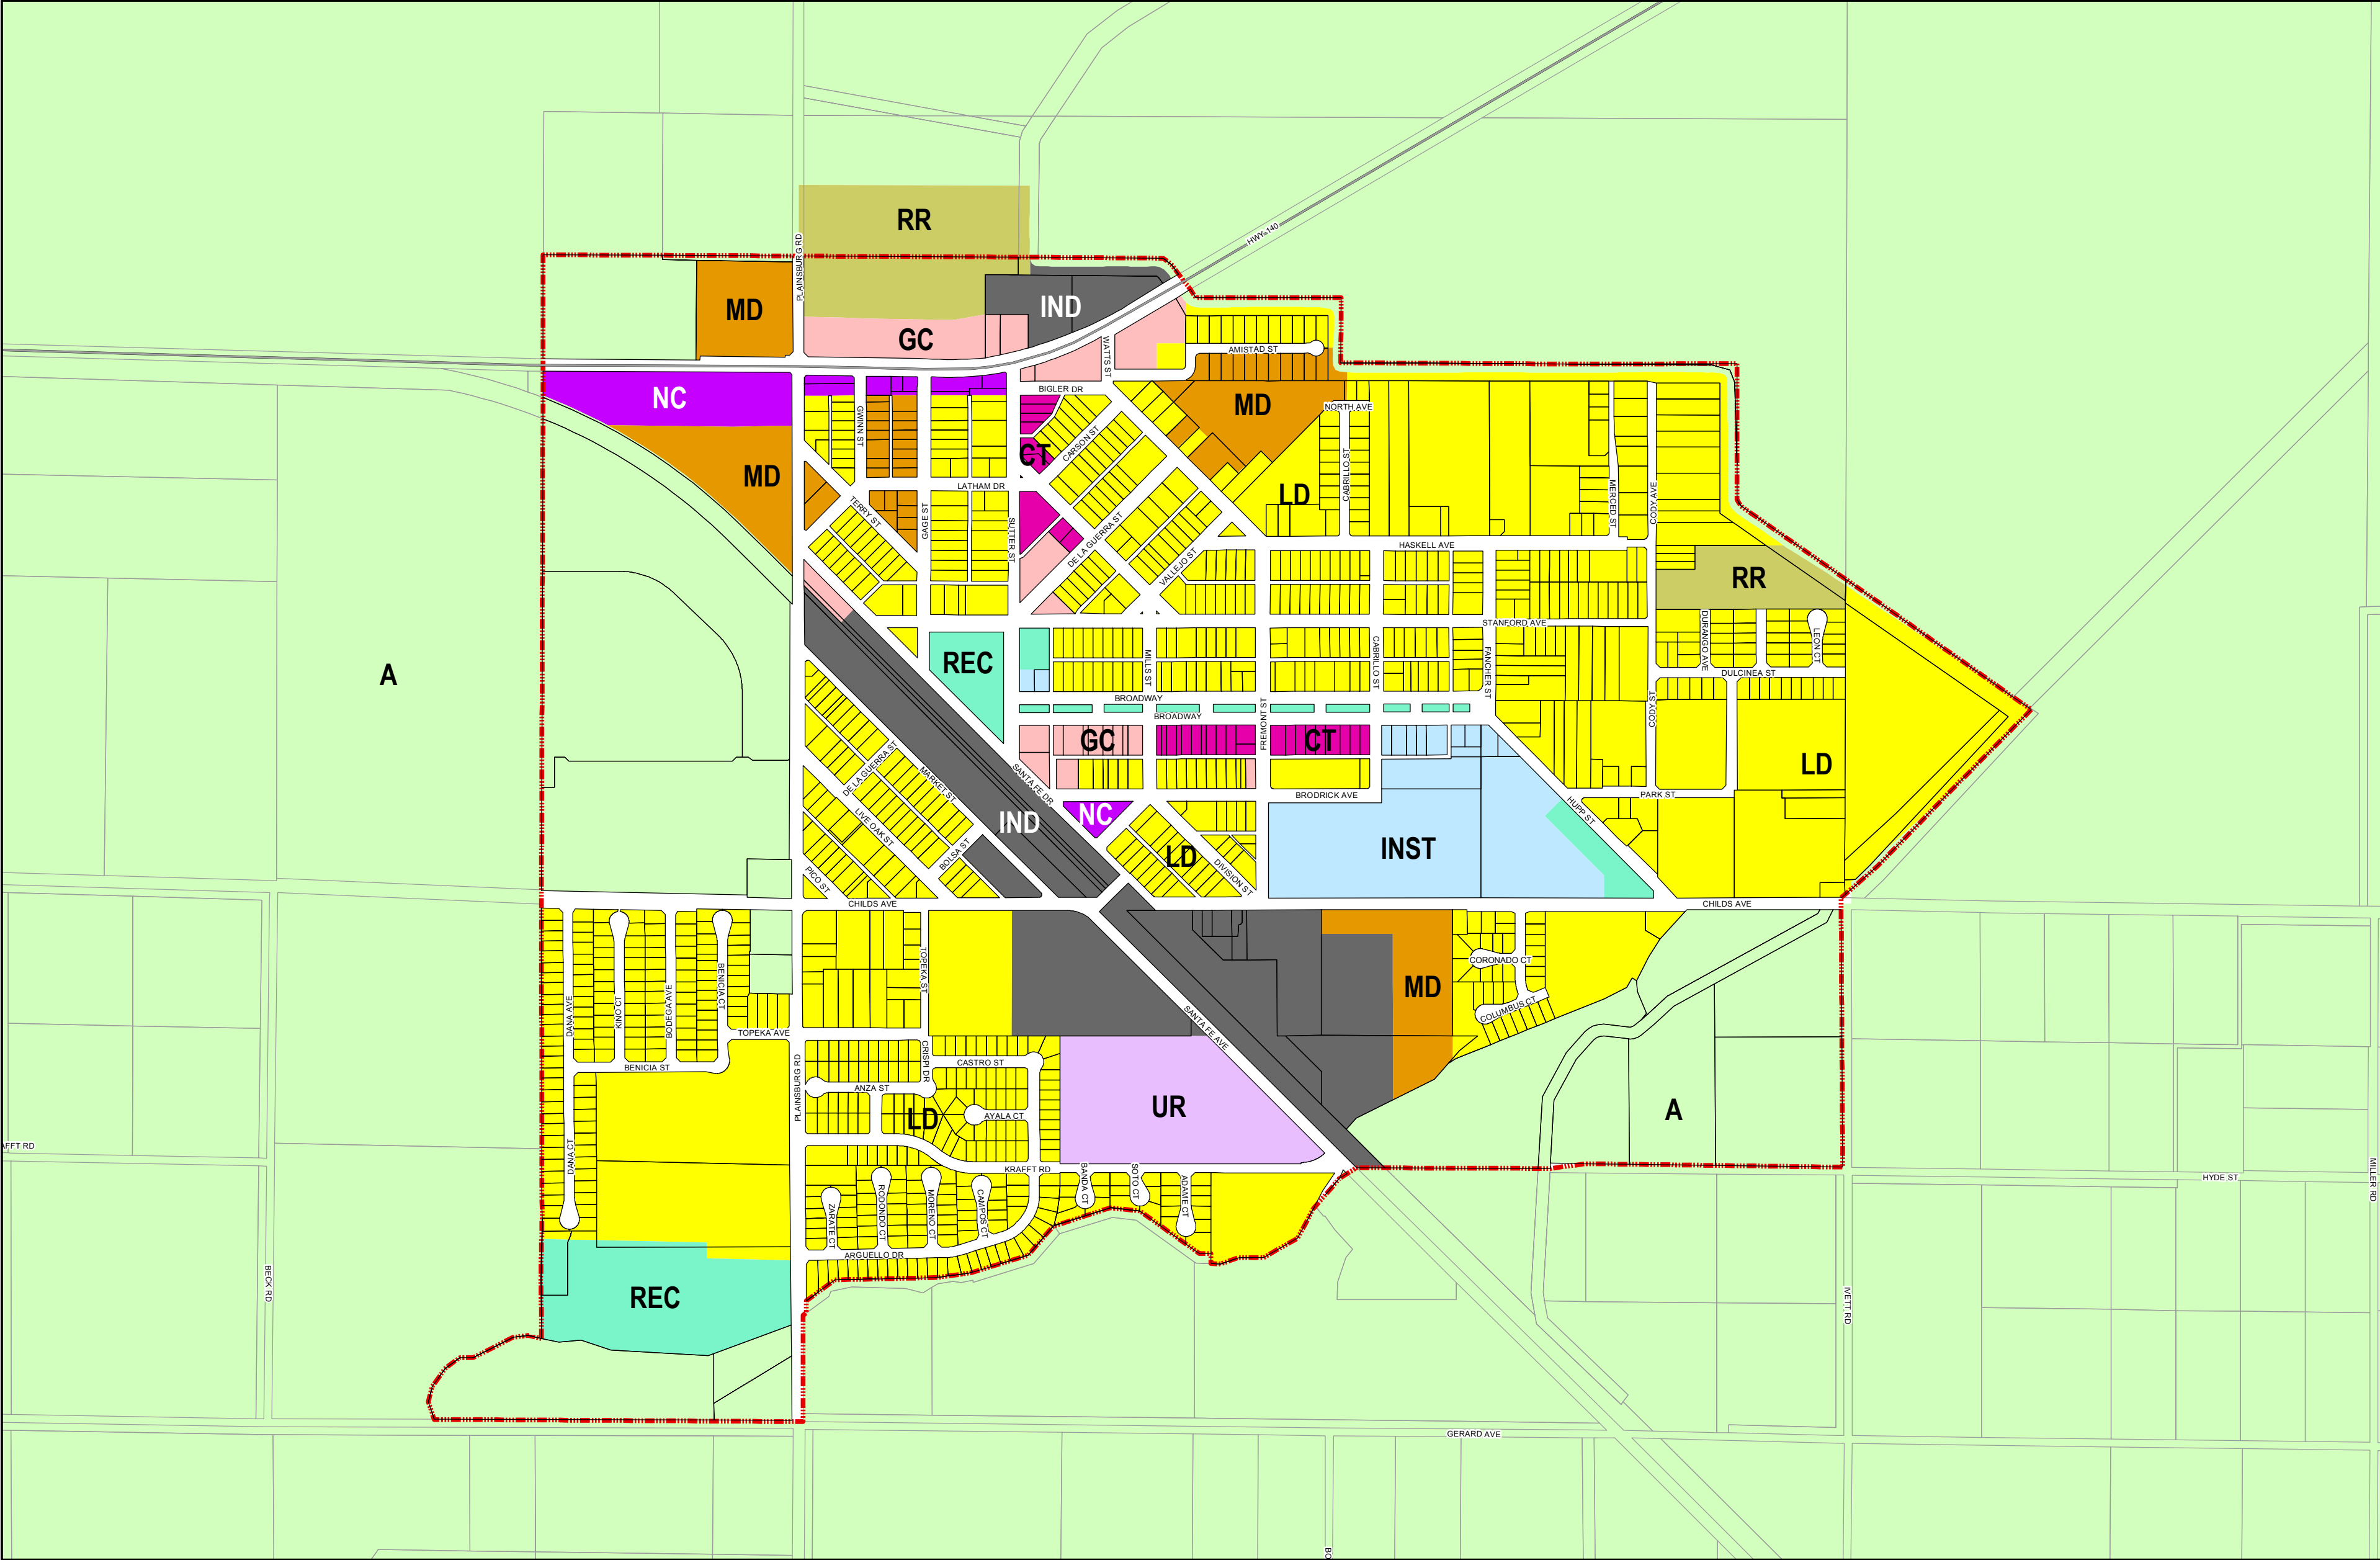 HWY 140
RR
PLAINSBURG RD
MD
IND
GC
WATTS ST
AMISTAD ST
BIGLER DR
NC
MD
NORTH AVE
GWINN ST
CARSON ST
CT
MD
CABRILLO ST
LATHAM DR
LD
MERCED ST
CODY AVE
TERRY ST
GAGE ST
SUTTER ST
DE LA GUERRA ST
HASKELL AVE
VALLEJO ST
RR
STANFORD AVE
DURANGO AVE
LEON CT
REC
MILLS ST
CABRILLO ST
FANCHER ST
A
DULCINEA ST
BROADWAY
BROADWAY
CODY ST
FREMONT ST
GC
CT
DE LA GUERRA ST
MARKET ST
SANTA FE DR
LD
BRODRICK AVE
PARK ST
HUPP ST
NC
IND
LIVE OAK ST
BOLSA ST
INST
LD
DIVISION ST
PICO ST
CHILDS AVE
CHILDS AVE
TOPEKA ST
CORONADO CT
BENICIA CT
MD
DANA AVE
KINO CT
BODEGA AVE
COLUMBUS CT
TOPEKA AVE
SANTA FE AVE
BENICIA ST
PLAINSBURG RD
CRISPI DR
CASTRO ST
ANZA ST
LD
AYALA CT
UR
A
AFFT RD
DANA CT
KRAFFT RD
BANDA CT
SOTO CT
ADAME CT
HYDE ST
MILLER RD
ZARATE CT
RODONDO CT
MORENO CT
CAMPOS CT
ARGUELLO DR
BECK RD
REC
IVETT RD
GERARD AVE
BO